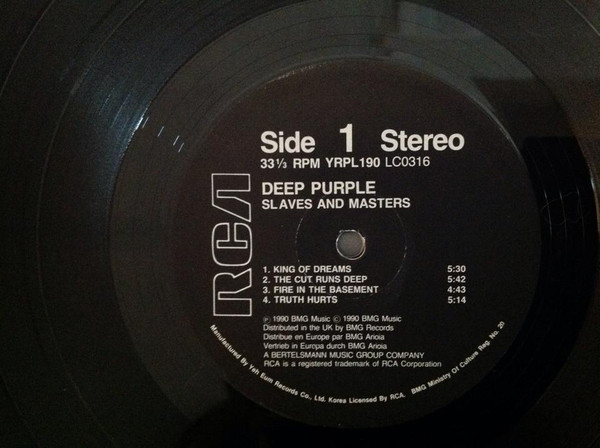 Side 1 Stereo
33⅓ RPM YRPL190 LC0316
DEEP PURPLE
SLAVES AND MASTERS
RCA
1. KING OF DREAMS 5:30
2. THE CUT RUNS DEEP 5:42
3. FIRE IN THE BASEMENT 4:43
4. TRUTH HURTS 5:14
℗ 1990 BMG Music © 1990 BMG Music
Distributed in the UK by BMG Records
Distribue en Europe par BMG Arioia
Vertrieb in Europa durch BMG Arioia
A BERTELSMANN MUSIC GROUP COMPANY
RCA is a registered trademark of RCA Corporation
Manufactured By Yeh Eum Records Co., Ltd. Korea Licensed By RCA. BMG Ministry Of Culture Reg. No. 20